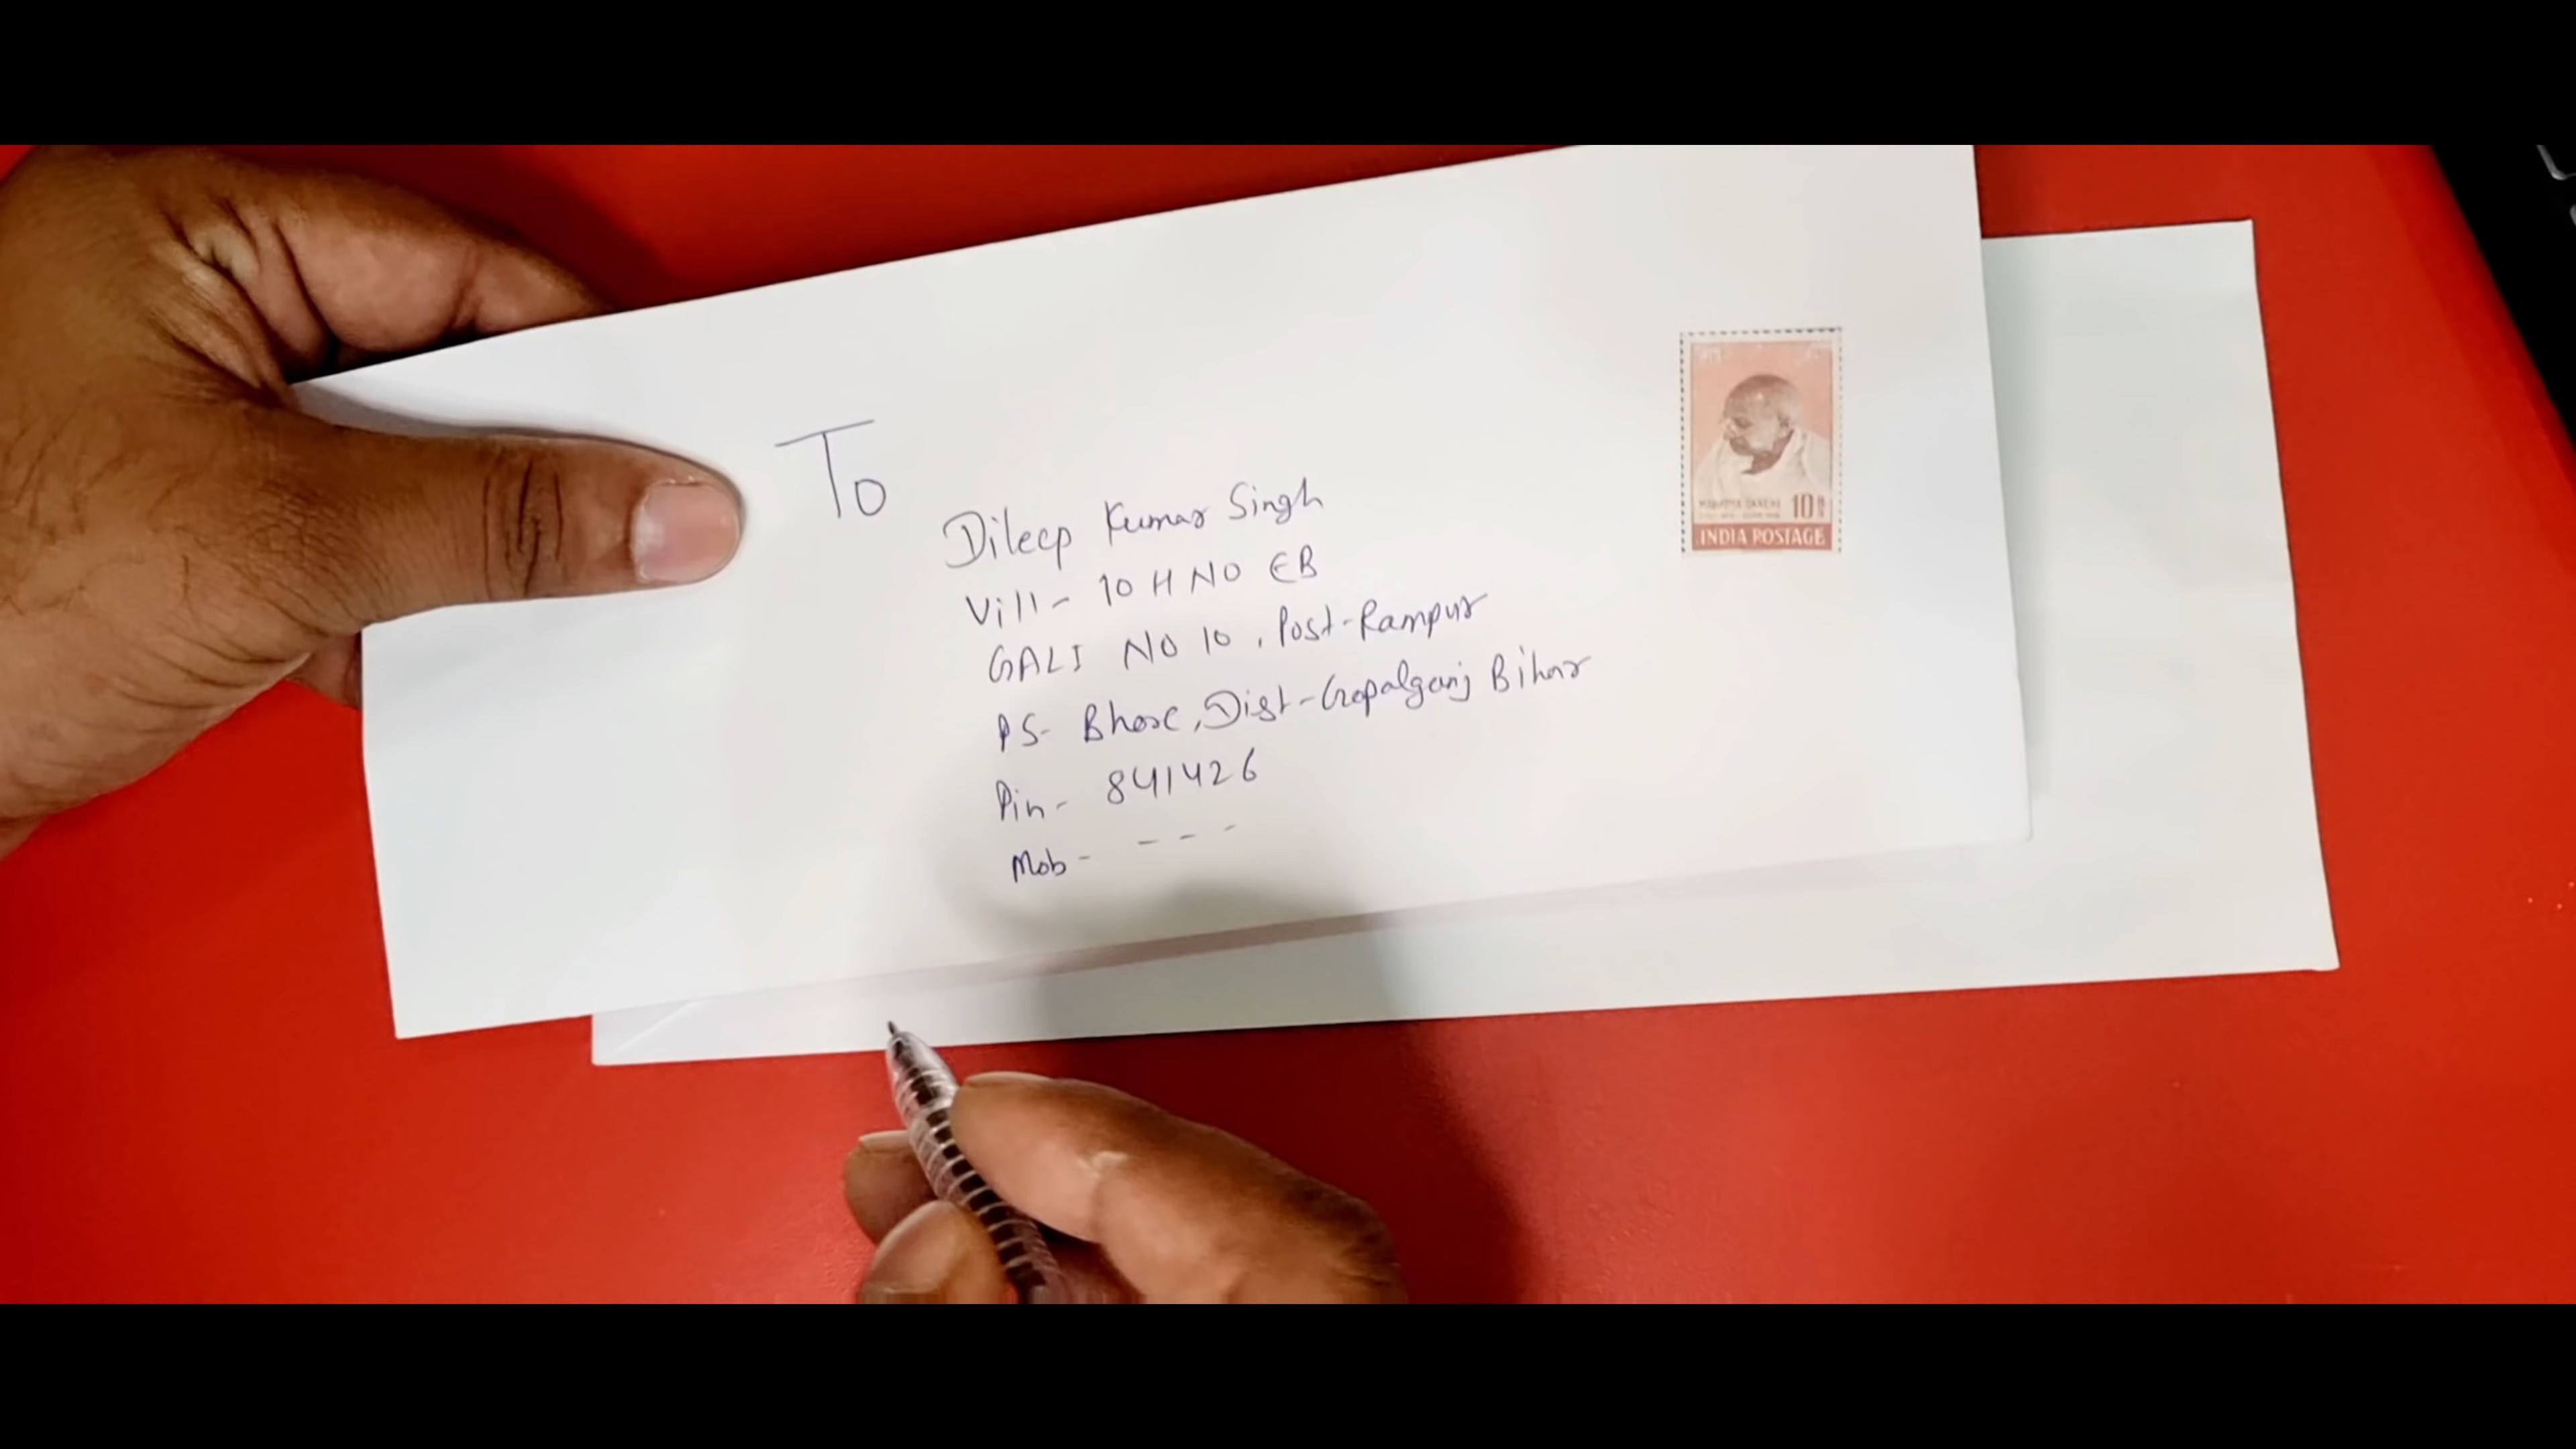 To
Dileep Kumar Singh
Vill- 10 H NO EB
GALI NO 10, Post-Rampur
PS- Bhore, Dist-Gopalganj Bihar
Pin- 841426
Mob- - - -
10
INDIA POSTAGE